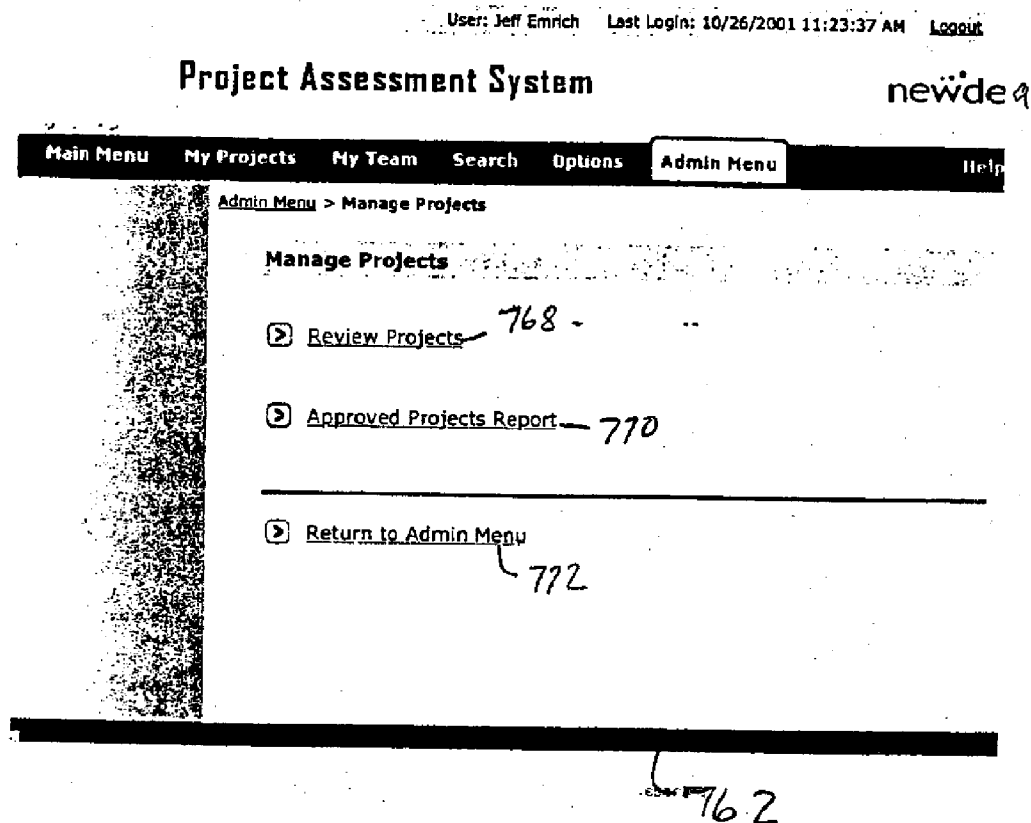 User: Jeff Emrich Last Login: 10/26/2001 11:23:37 AM Logout
Project Assessment System newidea
Main Menu My Projects My Team Search Options Admin Menu Help
Admin Menu > Manage Projects
Manage Projects
Review Projects 768
Approved Projects Report 770
Return to Admin Menu
772
762